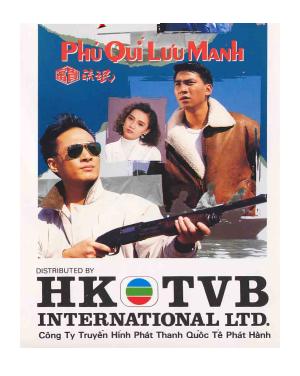 PHÚ QUÍ LƯU MANH
DISTRIBUTED BY
HK TVB
INTERNATIONAL LTD.
Công Ty Truyền Hình Phát Thanh Quốc Tế Phát Hành